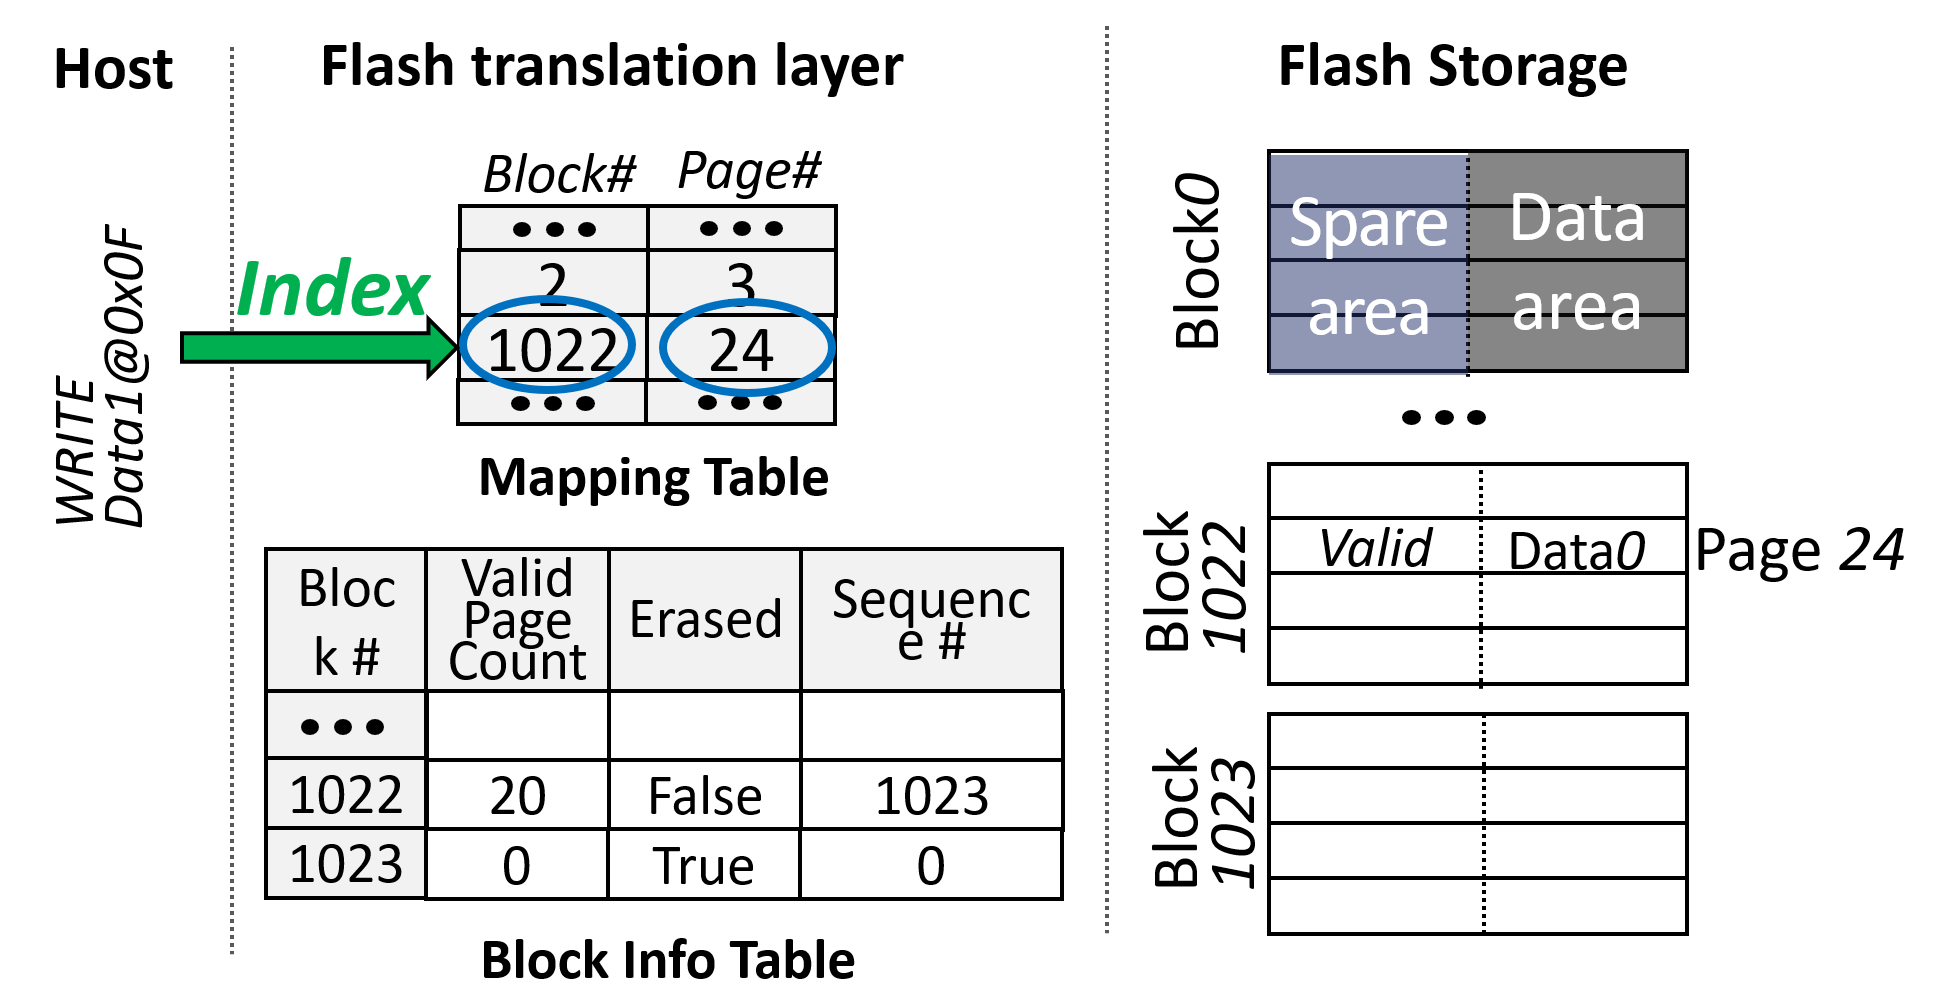 Host
Flash translation layer
Flash Storage
WRITE
Data1@0x0F
Index
Block# Page#
••• •••
2 3
1022 24
••• •••
Mapping Table
Bloc
k #
Valid
Page
Count
Erased
Sequenc
e #
•••
1022 20 False 1023
1023 0 True 0
Block Info Table
Block0
Spare
area
Data
area
•••
Block
1022
Valid Data0 Page 24
Block
1023